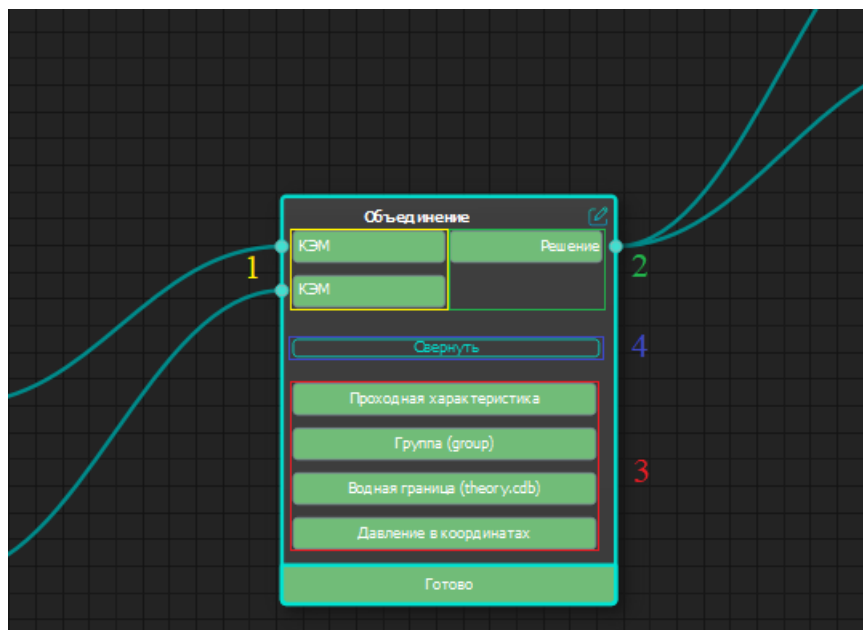 Объединение
КЭМ Решение
1 2
КЭМ
Свернуть 4
Проходная характеристика
Группа (group)
3
Водная граница (theory.cdb)
Давление в координатах
Готово